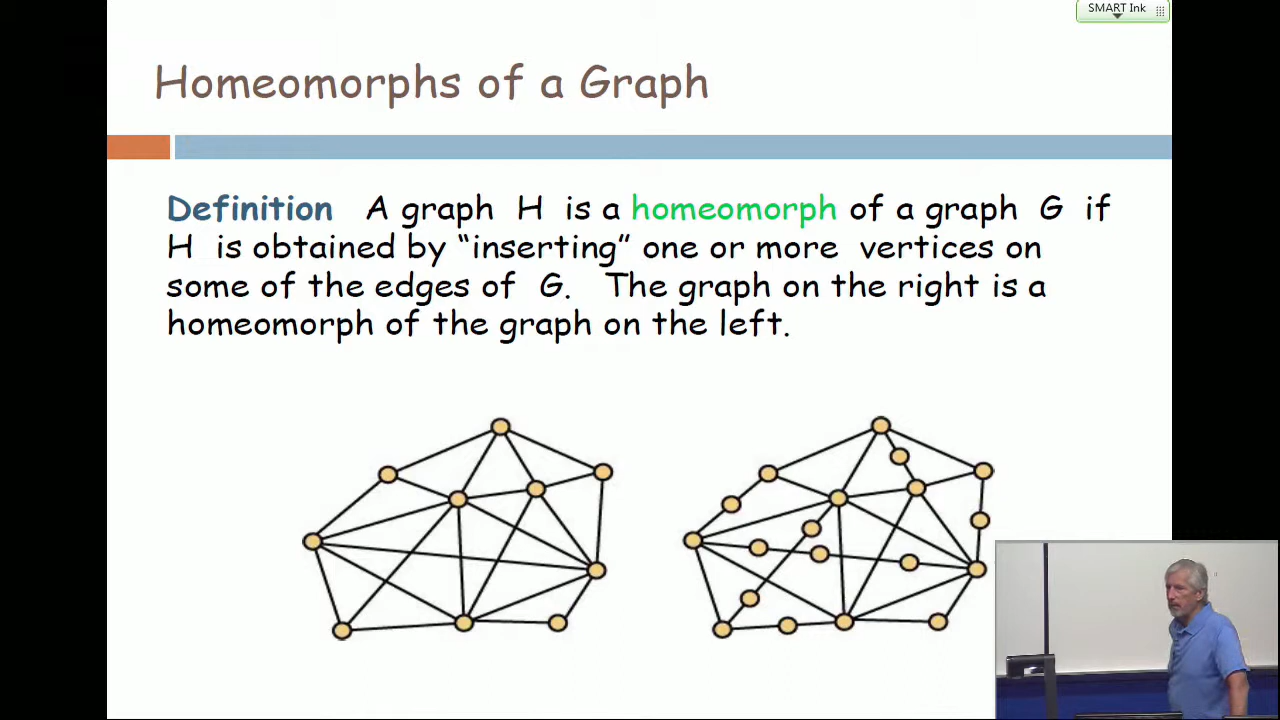 SMART Ink
Homeomorphs of a Graph
Definition A graph H is a homeomorph of a graph G if
H is obtained by “inserting” one or more vertices on
some of the edges of G. The graph on the right is a
homeomorph of the graph on the left.